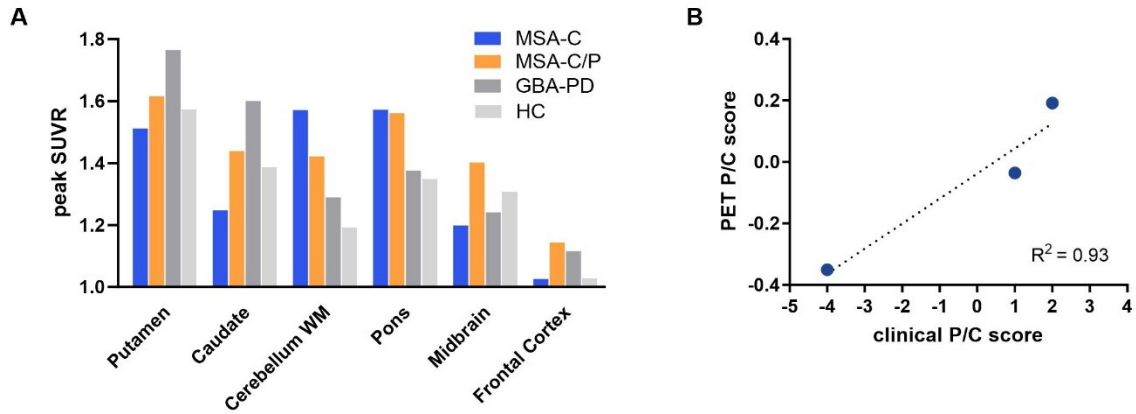 A
peak SUVR
1.8
1.6
1.4
1.2
1.0
MSA-C
MSA-C/P
GBA-PD
HC
Putamen
Caudate
Cerebellum WM
Pons
Midbrain
Frontal Cortex
B
PET P/C score
0.4
0.2
0.0
-0.2
-0.4
R² = 0.93
-5 -4 -3 -2 -1 0 1 2 3 4
clinical P/C score